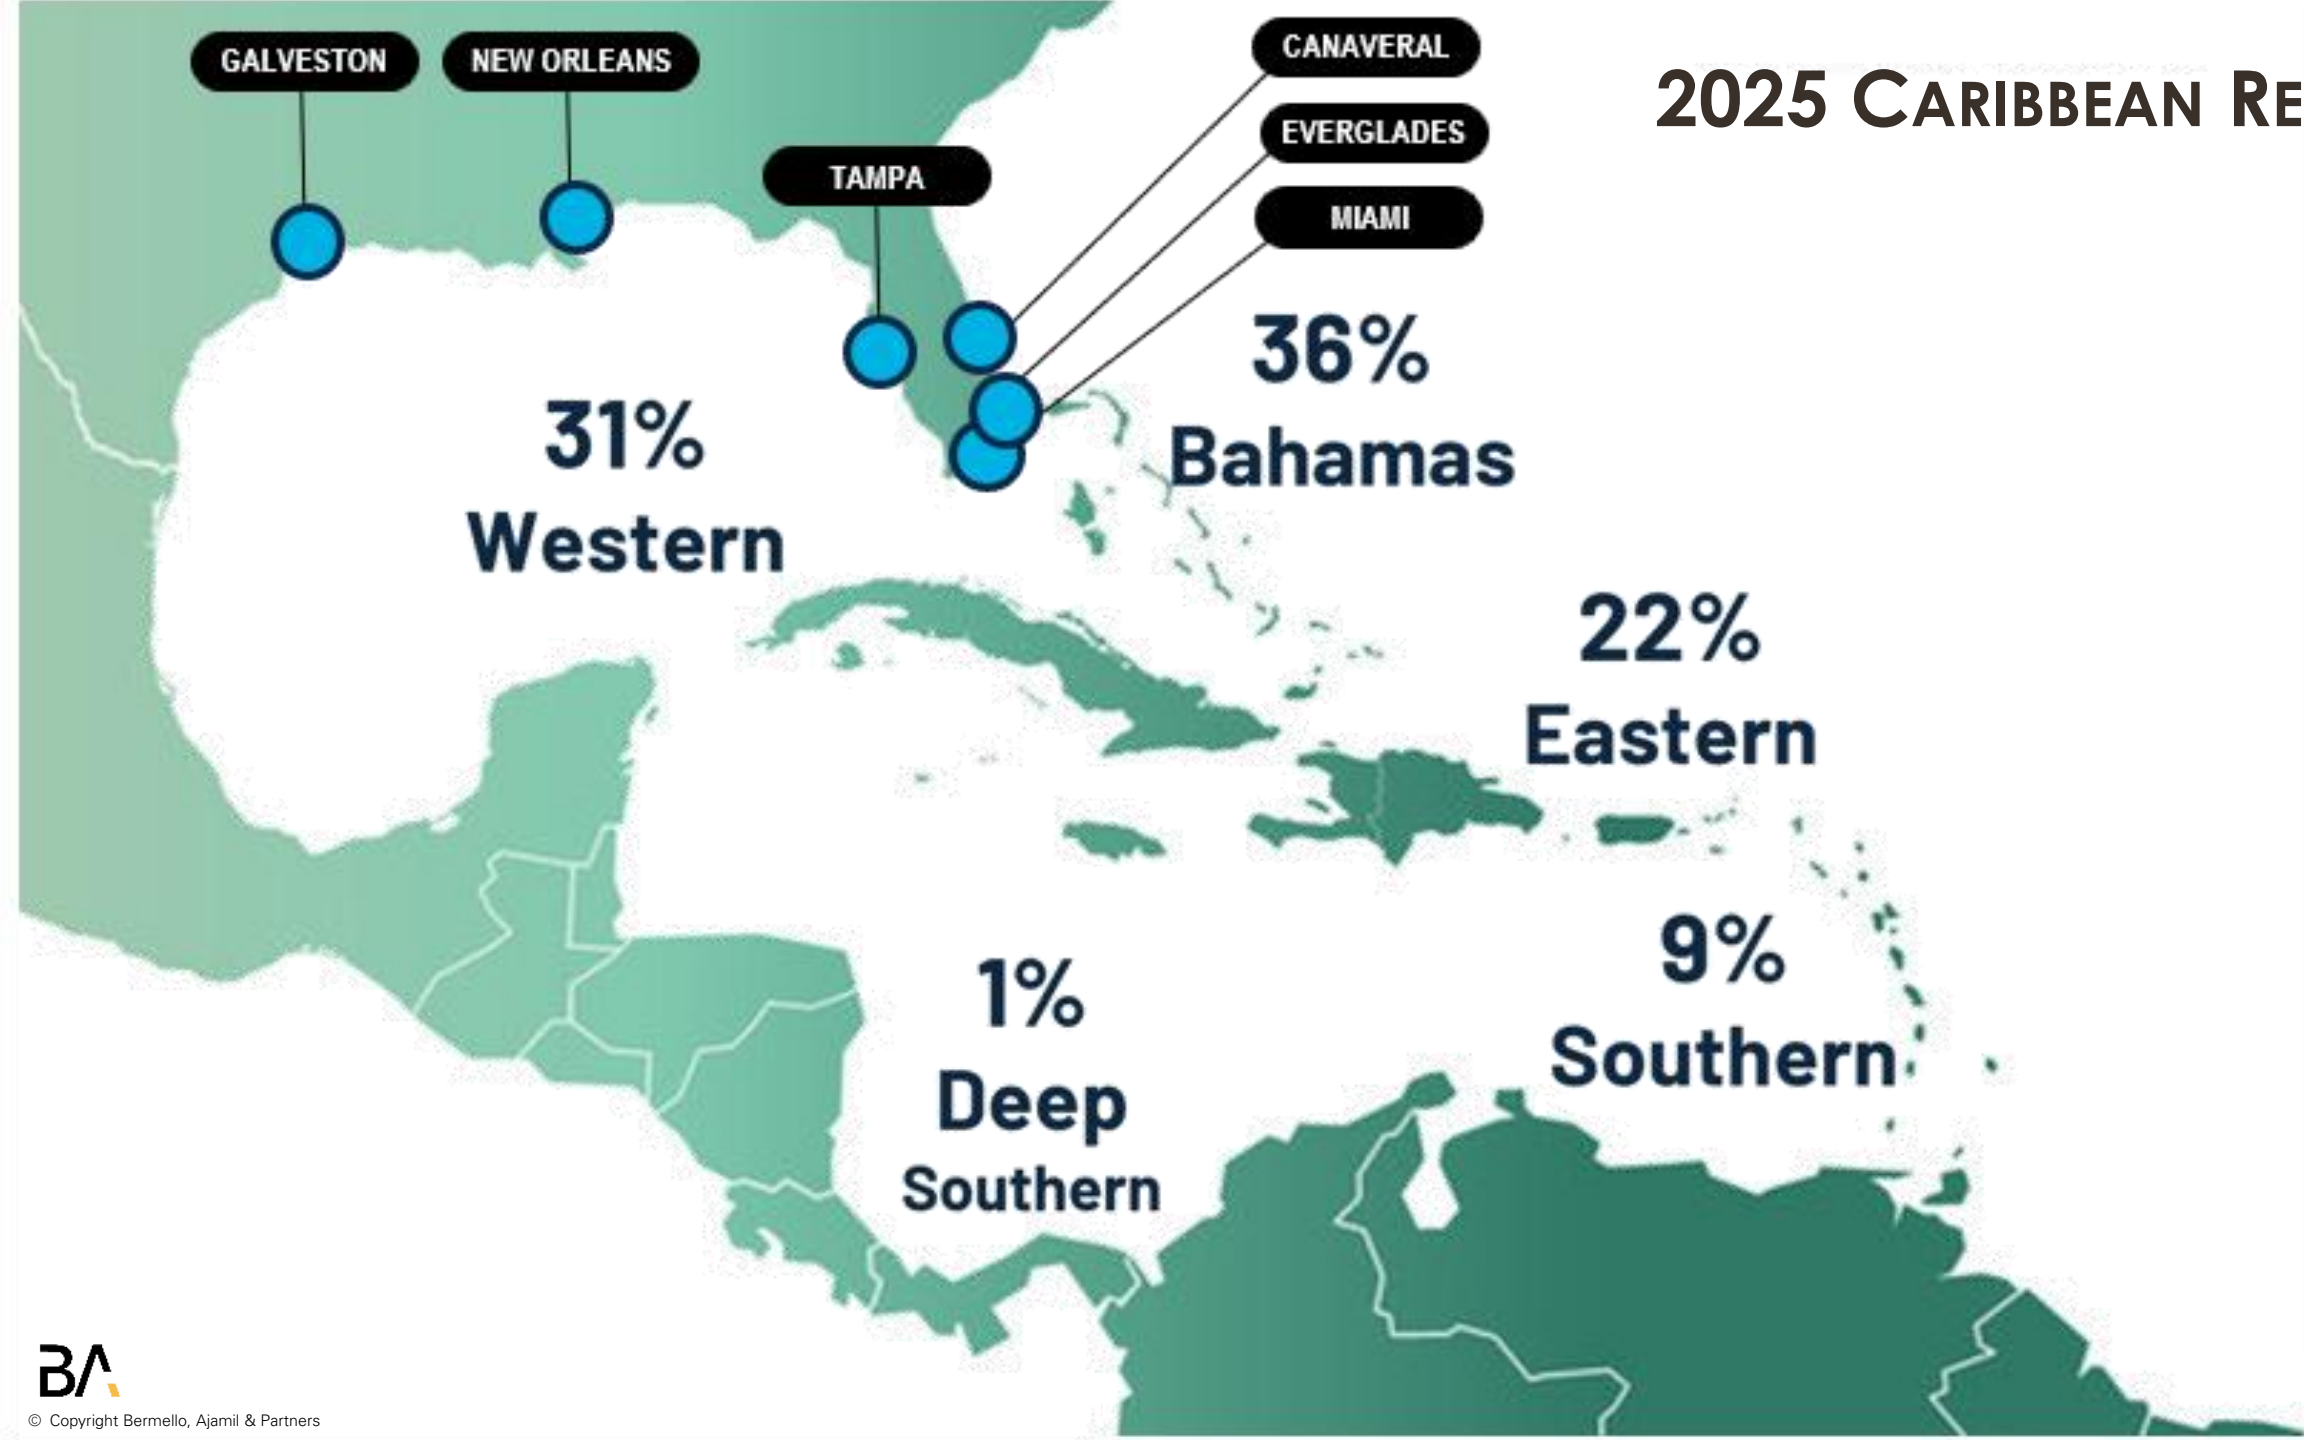 GALVESTON
NEW ORLEANS
TAMPA
CANAVERAL
EVERGLADES
MIAMI
2025 CARIBBEAN RE
36%
Bahamas
31%
Western
22%
Eastern
9%
Southern
1%
Deep
Southern
BA
© Copyright Bermello, Ajamil & Partners